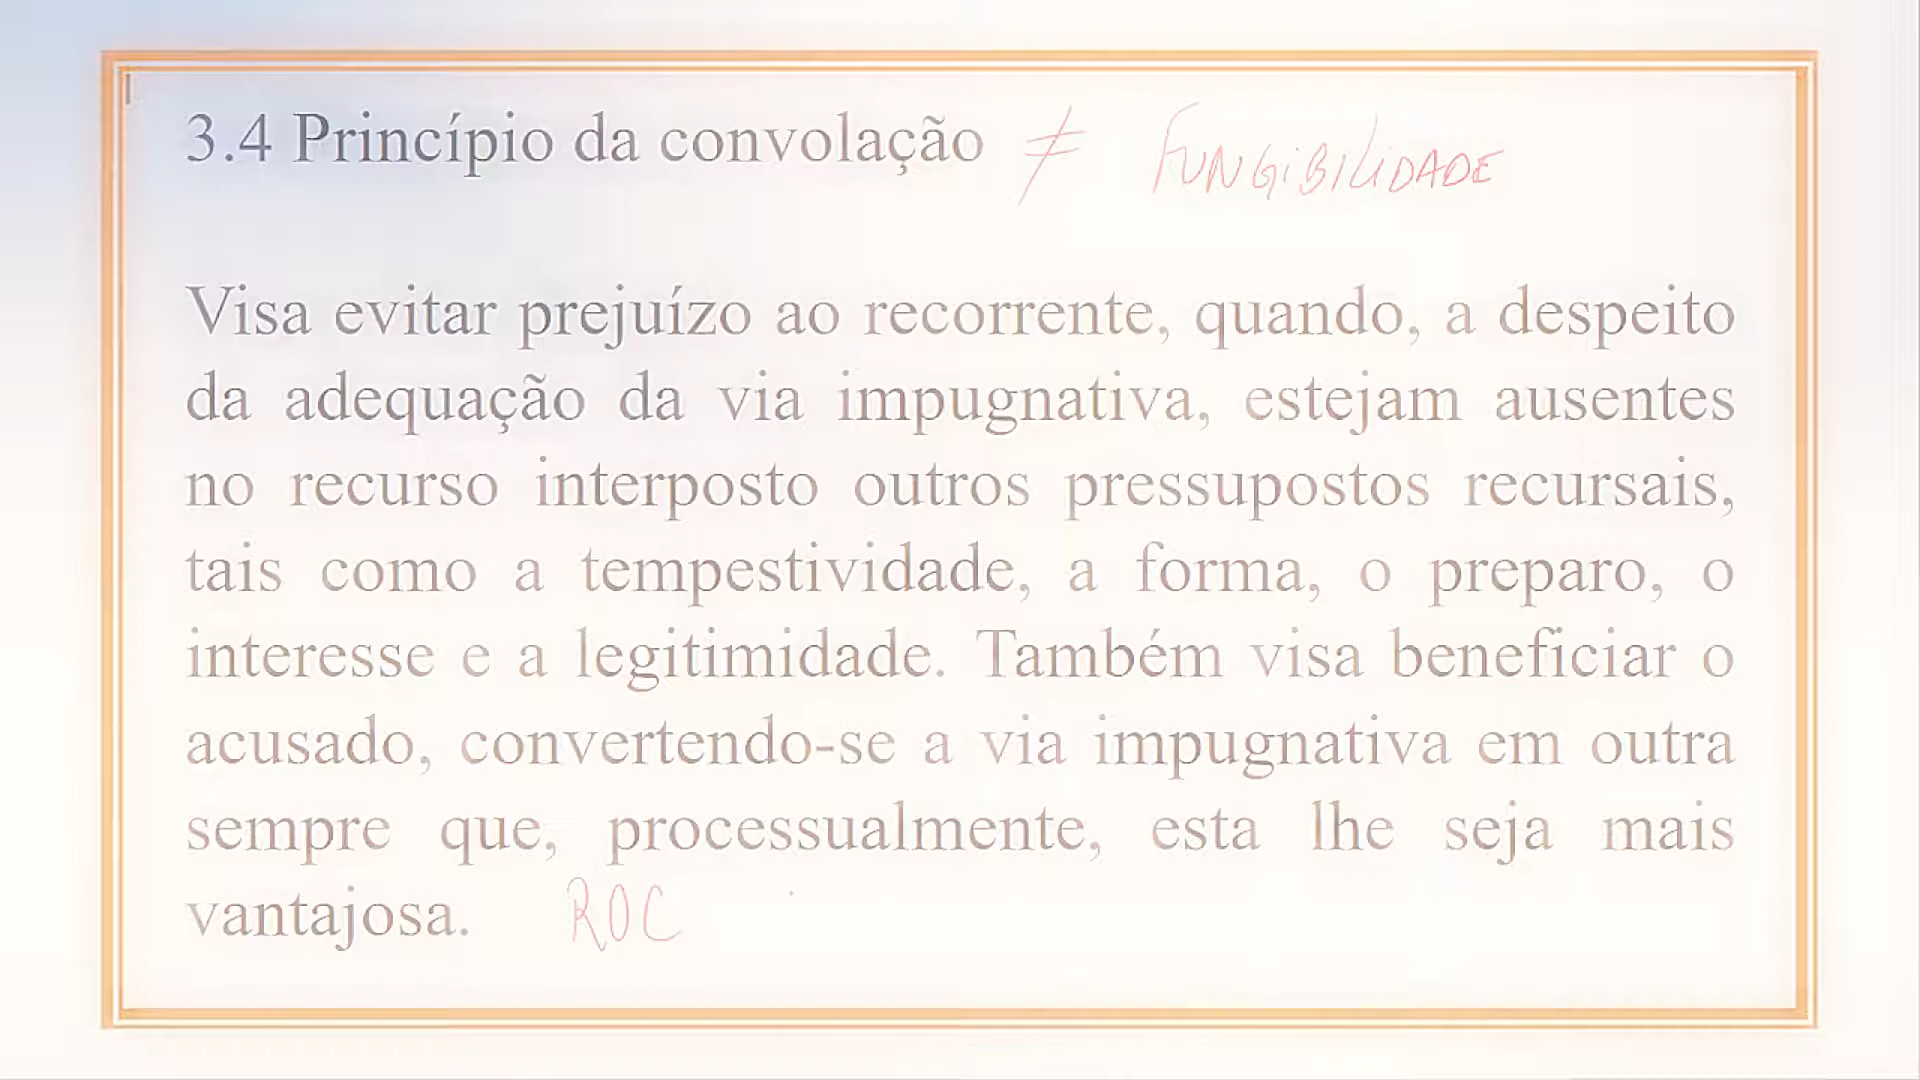 3.4 Princípio da convolação ≠ FUNGIBILIDADE
Visa evitar prejuízo ao recorrente, quando, a despeito
da adequação da via impugnativa, estejam ausentes
no recurso interposto outros pressupostos recursais,
tais como a tempestividade, a forma, o preparo, o
interesse e a legitimidade. Também visa beneficiar o
acusado, convertendo-se a via impugnativa em outra
sempre que, processualmente, esta lhe seja mais
vantajosa. ROC